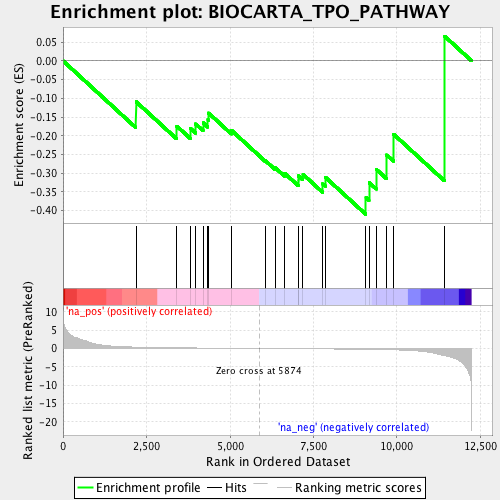 Enrichment plot: BIOCARTA_TPO_PATHWAY
Enrichment score (ES)
0.05
0.00
-0.05
-0.10
-0.15
-0.20
-0.25
-0.30
-0.35
-0.40
'na_pos' (positively correlated)
Ranked list metric (PreRanked)
10
5
0
-5
-10
-15
-20
Zero cross at 5874
'na_neg' (negatively correlated)
0 2,500 5,000 7,500 10,000 12,500
Rank in Ordered Dataset
Enrichment profile Hits Ranking metric scores